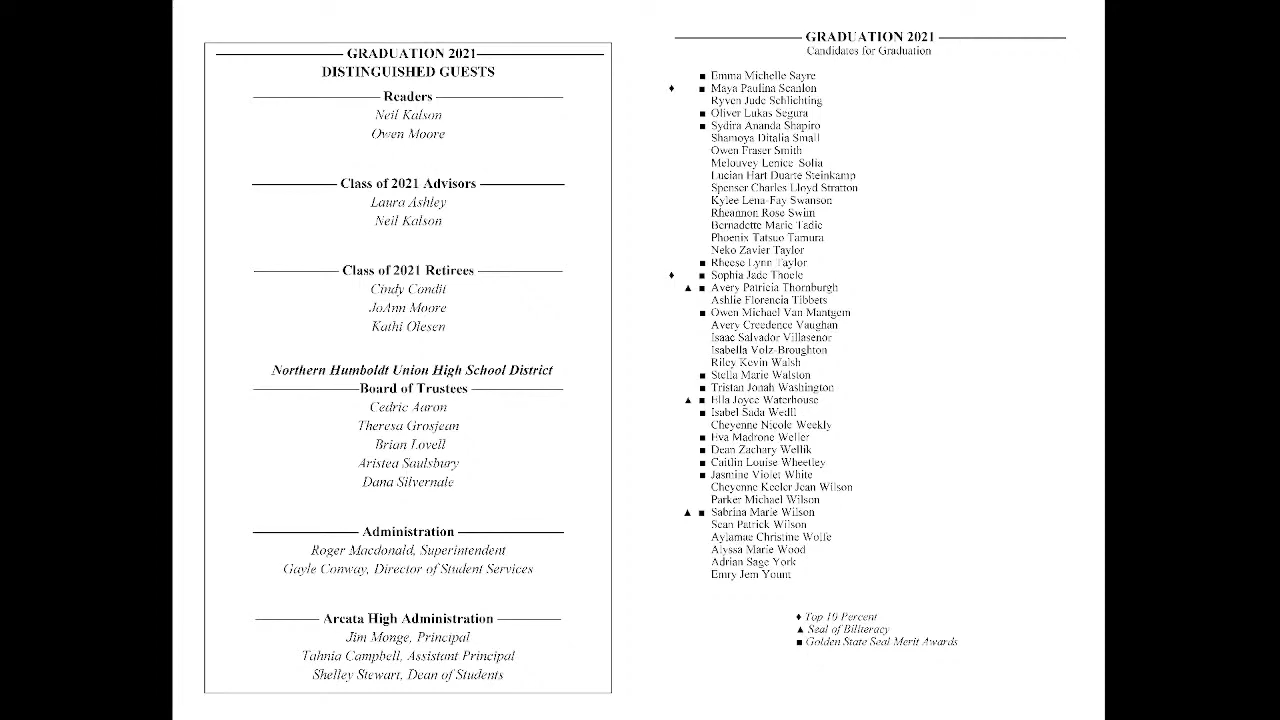 GRADUATION 2021
DISTINGUISHED GUESTS
Readers
Neil Kalson
Owen Moore
Class of 2021 Advisors
Laura Ashley
Neil Kalson
Class of 2021 Retirees
Cindy Condit
JoAnn Moore
Kathi Olesen
Northern Humboldt Union High School District
Board of Trustees
Cedric Aaron
Theresa Grosjean
Brian Lovell
Aristea Saulsbury
Dana Silvernale
Administration
Roger Macdonald, Superintendent
Gayle Conway, Director of Student Services
Arcata High Administration
Jim Monge, Principal
Tahnia Campbell, Assistant Principal
Shelley Stewart, Dean of Students
GRADUATION 2021
Candidates for Graduation
■ Emma Michelle Sayre
♦ ■ Maya Paulina Scanlon
Ryven Jude Schlichting
■ Oliver Lukas Segura
■ Sydira Ananda Shapiro
Shamoya Ditalia Small
Owen Fraser Smith
Melouvey Lenice Solia
Lucian Hart Duarte Steinkamp
Spenser Charles Lloyd Stratton
Kylee Lena-Fay Swanson
Rheannon Rose Swim
Bernadette Marie Tadic
Phoenix Tatsuo Tamura
Neko Zavier Taylor
■ Rheese Lynn Taylor
♦ ■ Sophia Jade Thoele
▲ ■ Avery Patricia Thornburgh
Ashlie Florencia Tibbets
■ Owen Michael Van Mantgem
Avery Creedence Vaughan
Isaac Salvador Villasenor
Isabella Volz-Broughton
Riley Kevin Walsh
■ Stella Marie Walston
■ Tristan Jonah Washington
▲ ■ Ella Joyce Waterhouse
■ Isabel Sada Wedll
Cheyenne Nicole Weekly
■ Eva Madrone Weller
■ Dean Zachary Wellik
■ Caitlin Louise Wheetley
■ Jasmine Violet White
Cheyenne Keeler Jean Wilson
Parker Michael Wilson
▲ ■ Sabrina Marie Wilson
Sean Patrick Wilson
Aylamae Christine Wolfe
Alyssa Marie Wood
Adrian Sage York
Emry Jem Yount
♦ Top 10 Percent
▲ Seal of Biliteracy
■ Golden State Seal Merit Awards